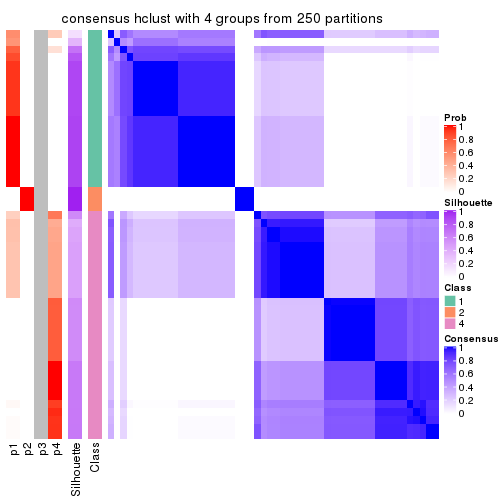 consensus hclust with 4 groups from 250 partitions
Prob
1
0.8
0.6
0.4
0.2
0
Silhouette
1
0.8
0.6
0.4
0.2
0
Class
1
2
4
Consensus
1
0.8
0.6
0.4
0.2
0
p1
p2
p3
p4
Silhouette
Class